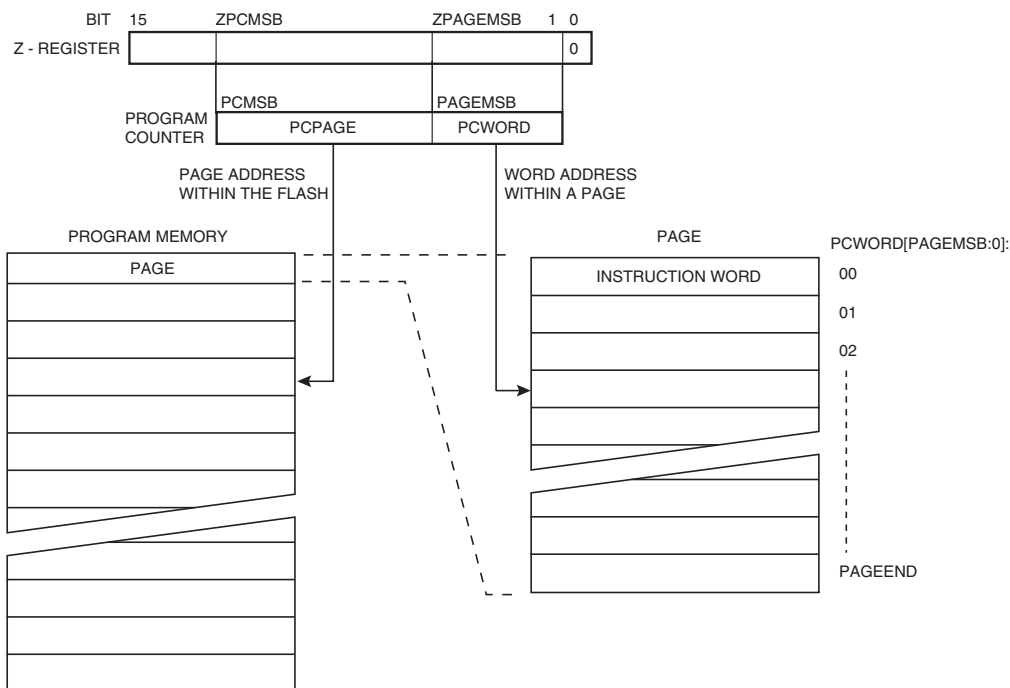 BIT 15 ZPCMSB ZPAGEMSB 1 0
Z - REGISTER 0
PCMSB PAGEMSB
PROGRAM
COUNTER
PCPAGE PCWORD
PAGE ADDRESS
WITHIN THE FLASH
WORD ADDRESS
WITHIN A PAGE
PROGRAM MEMORY
PAGE
PAGE
PCWORD[PAGEMSB:0]:
INSTRUCTION WORD
00
01
02
PAGEEND